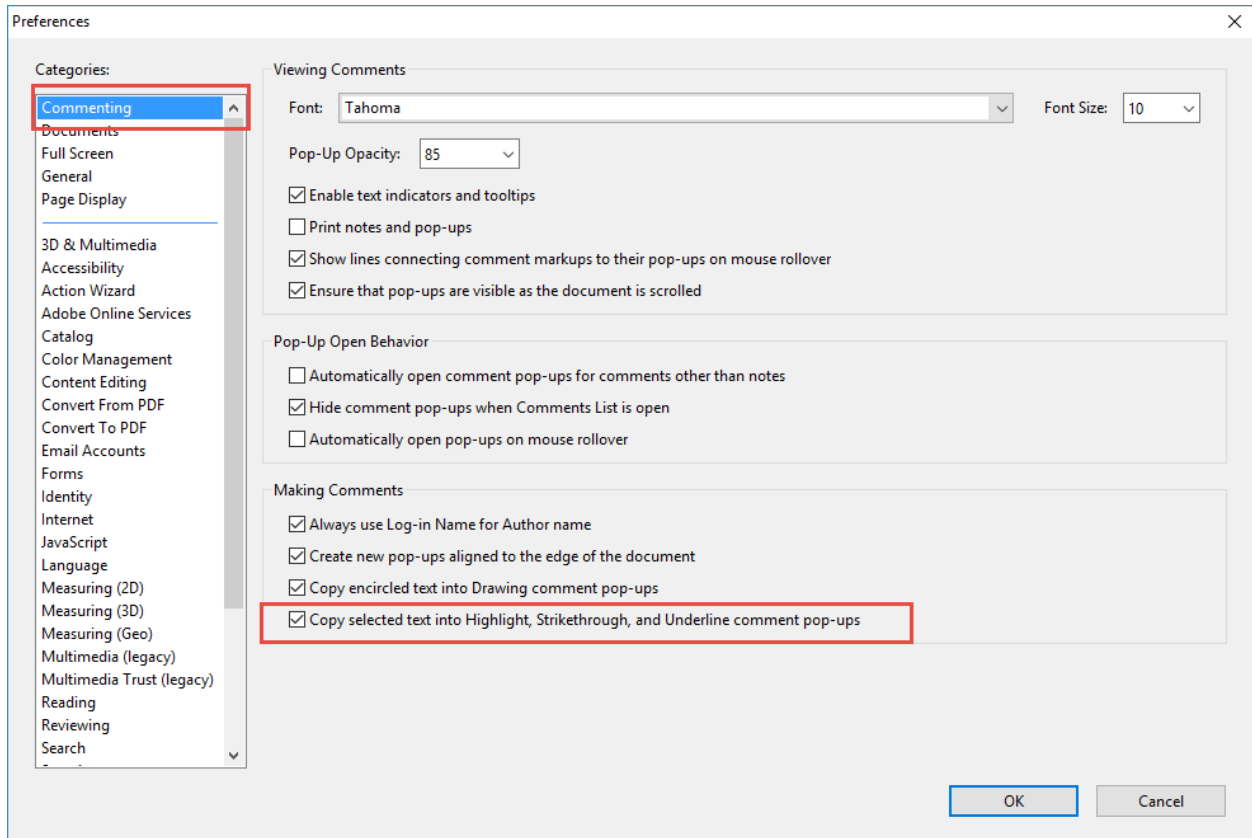 Preferences
Categories:
Commenting
Documents
Full Screen
General
Page Display
3D & Multimedia
Accessibility
Action Wizard
Adobe Online Services
Catalog
Color Management
Content Editing
Convert From PDF
Convert To PDF
Email Accounts
Forms
Identity
Internet
JavaScript
Language
Measuring (2D)
Measuring (3D)
Measuring (Geo)
Multimedia (legacy)
Multimedia Trust (legacy)
Reading
Reviewing
Search
Viewing Comments
Font: Tahoma Font Size: 10
Pop-Up Opacity: 85
Enable text indicators and tooltips
Print notes and pop-ups
Show lines connecting comment markups to their pop-ups on mouse rollover
Ensure that pop-ups are visible as the document is scrolled
Pop-Up Open Behavior
Automatically open comment pop-ups for comments other than notes
Hide comment pop-ups when Comments List is open
Automatically open pop-ups on mouse rollover
Making Comments
Always use Log-in Name for Author name
Create new pop-ups aligned to the edge of the document
Copy encircled text into Drawing comment pop-ups
Copy selected text into Highlight, Strikethrough, and Underline comment pop-ups
OK Cancel